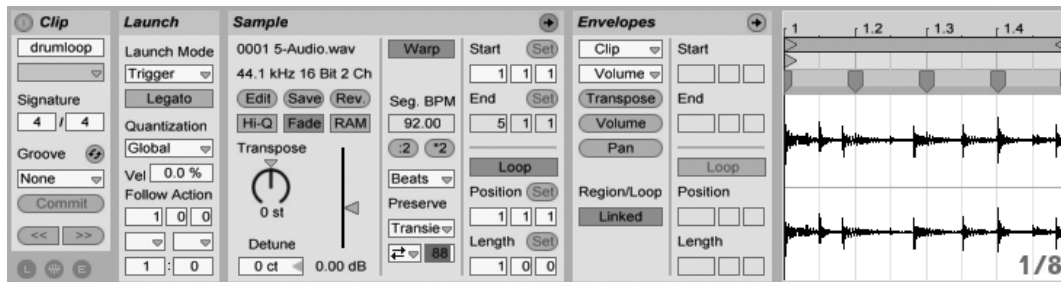 Clip
drumloop
Signature
4 / 4
Groove
None
Commit
<< >>
L E
Launch
Launch Mode
Trigger
Legato
Quantization
Global
Vel 0.0 %
Follow Action
1 0 0
1 : 0
Sample
0001 5-Audio.wav
44.1 kHz 16 Bit 2 Ch
Edit Save Rev.
Hi-Q Fade RAM
Transpose
0 st
Detune
0 ct 0.00 dB
Warp
Seg. BPM
92.00
:2 *2
Beats
Preserve
Transie
88
Start Set
1 1 1
End Set
5 1 1
Loop
Position Set
1 1 1
Length Set
1 0 0
Envelopes
Clip
Volume
Transpose
Volume
Pan
Region/Loop
Linked
Start
End
Loop
Position
Length
1 1.2 1.3 1.4
1/8